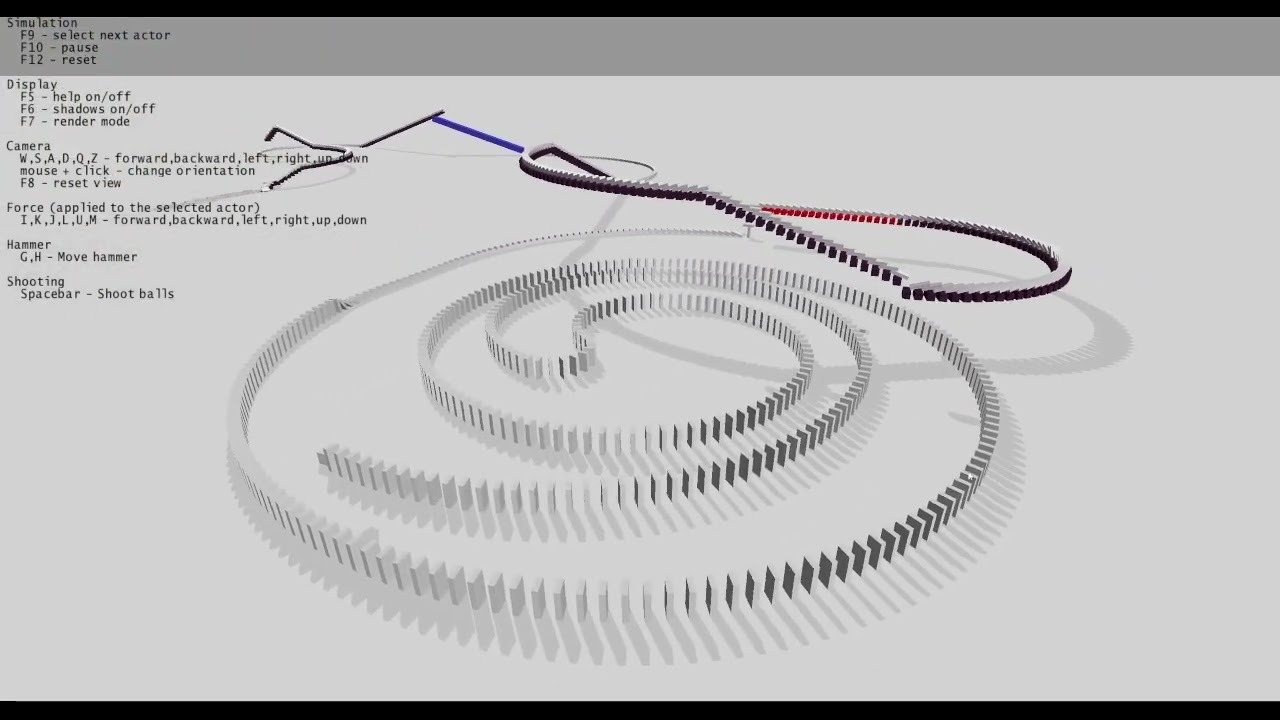 Simulation
F9 - select next actor
F10 - pause
F12 - reset
Display
F5 - help on/off
F6 - shadows on/off
F7 - render mode
Camera
W,S,A,D,Q,Z - forward,backward,left,right,up,down
mouse + click - change orientation
F8 - reset view
Force (applied to the selected actor)
I,K,J,L,U,M - forward,backward,left,right,up,down
Hammer
G,H - Move hammer
Shooting
Spacebar - Shoot balls